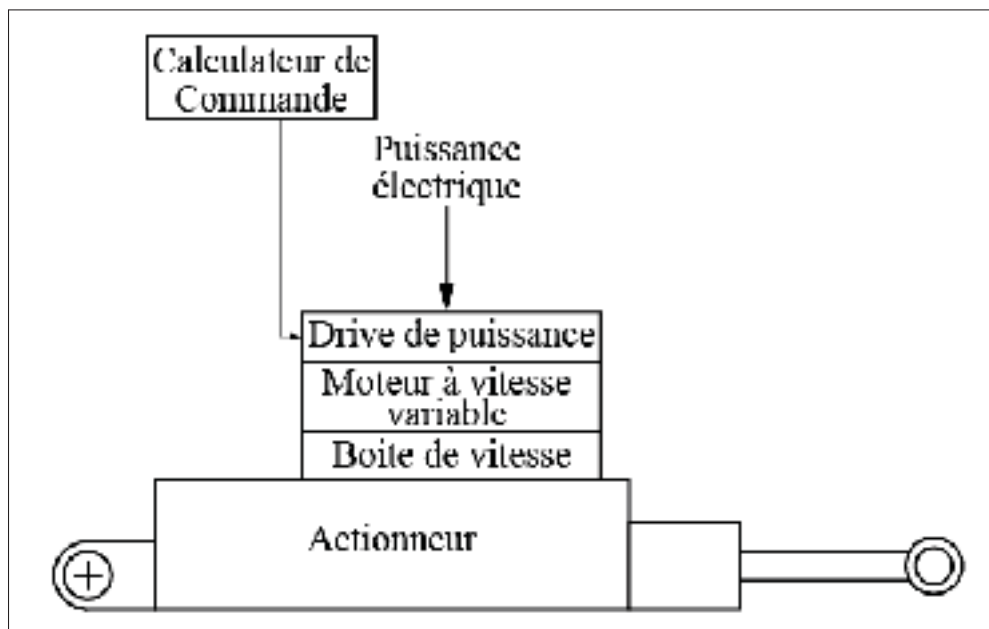 Calculateur de
Commande
Puissance
électrique
Drive de puissance
Moteur à vitesse
variable
Boite de vitesse
Actionneur